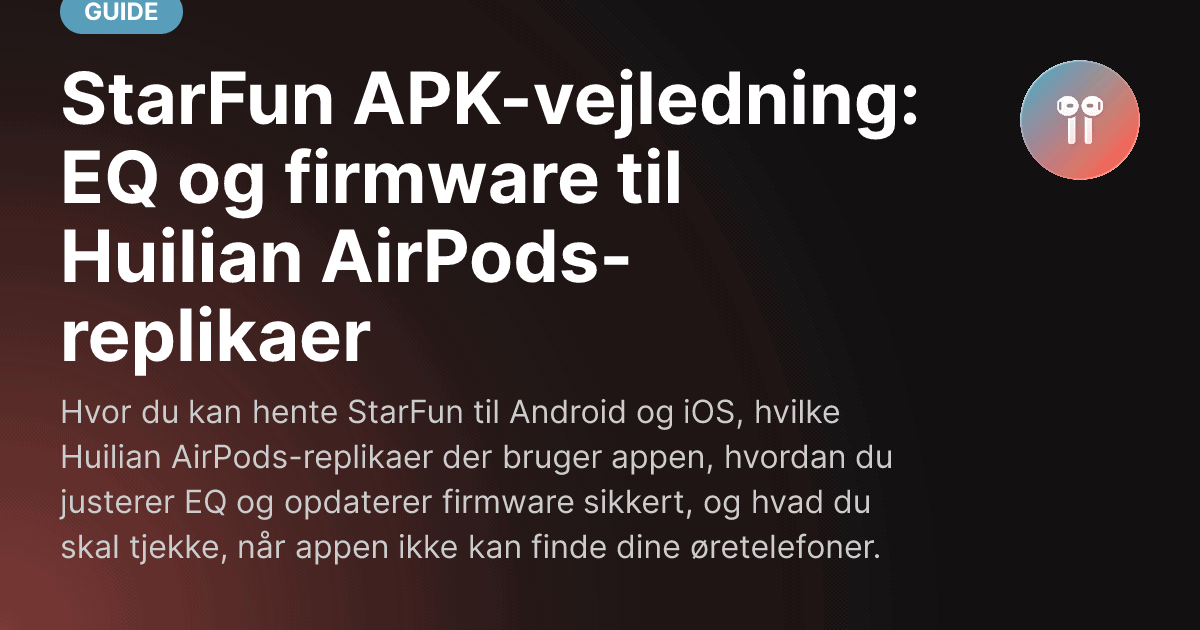 GUIDE
StarFun APK-vejledning:
EQ og firmware til
Huilian AirPods-
replikaer
Hvor du kan hente StarFun til Android og iOS, hvilke
Huilian AirPods-replikaer der bruger appen, hvordan du
justerer EQ og opdaterer firmware sikkert, og hvad du
skal tjekke, når appen ikke kan finde dine øretelefoner.